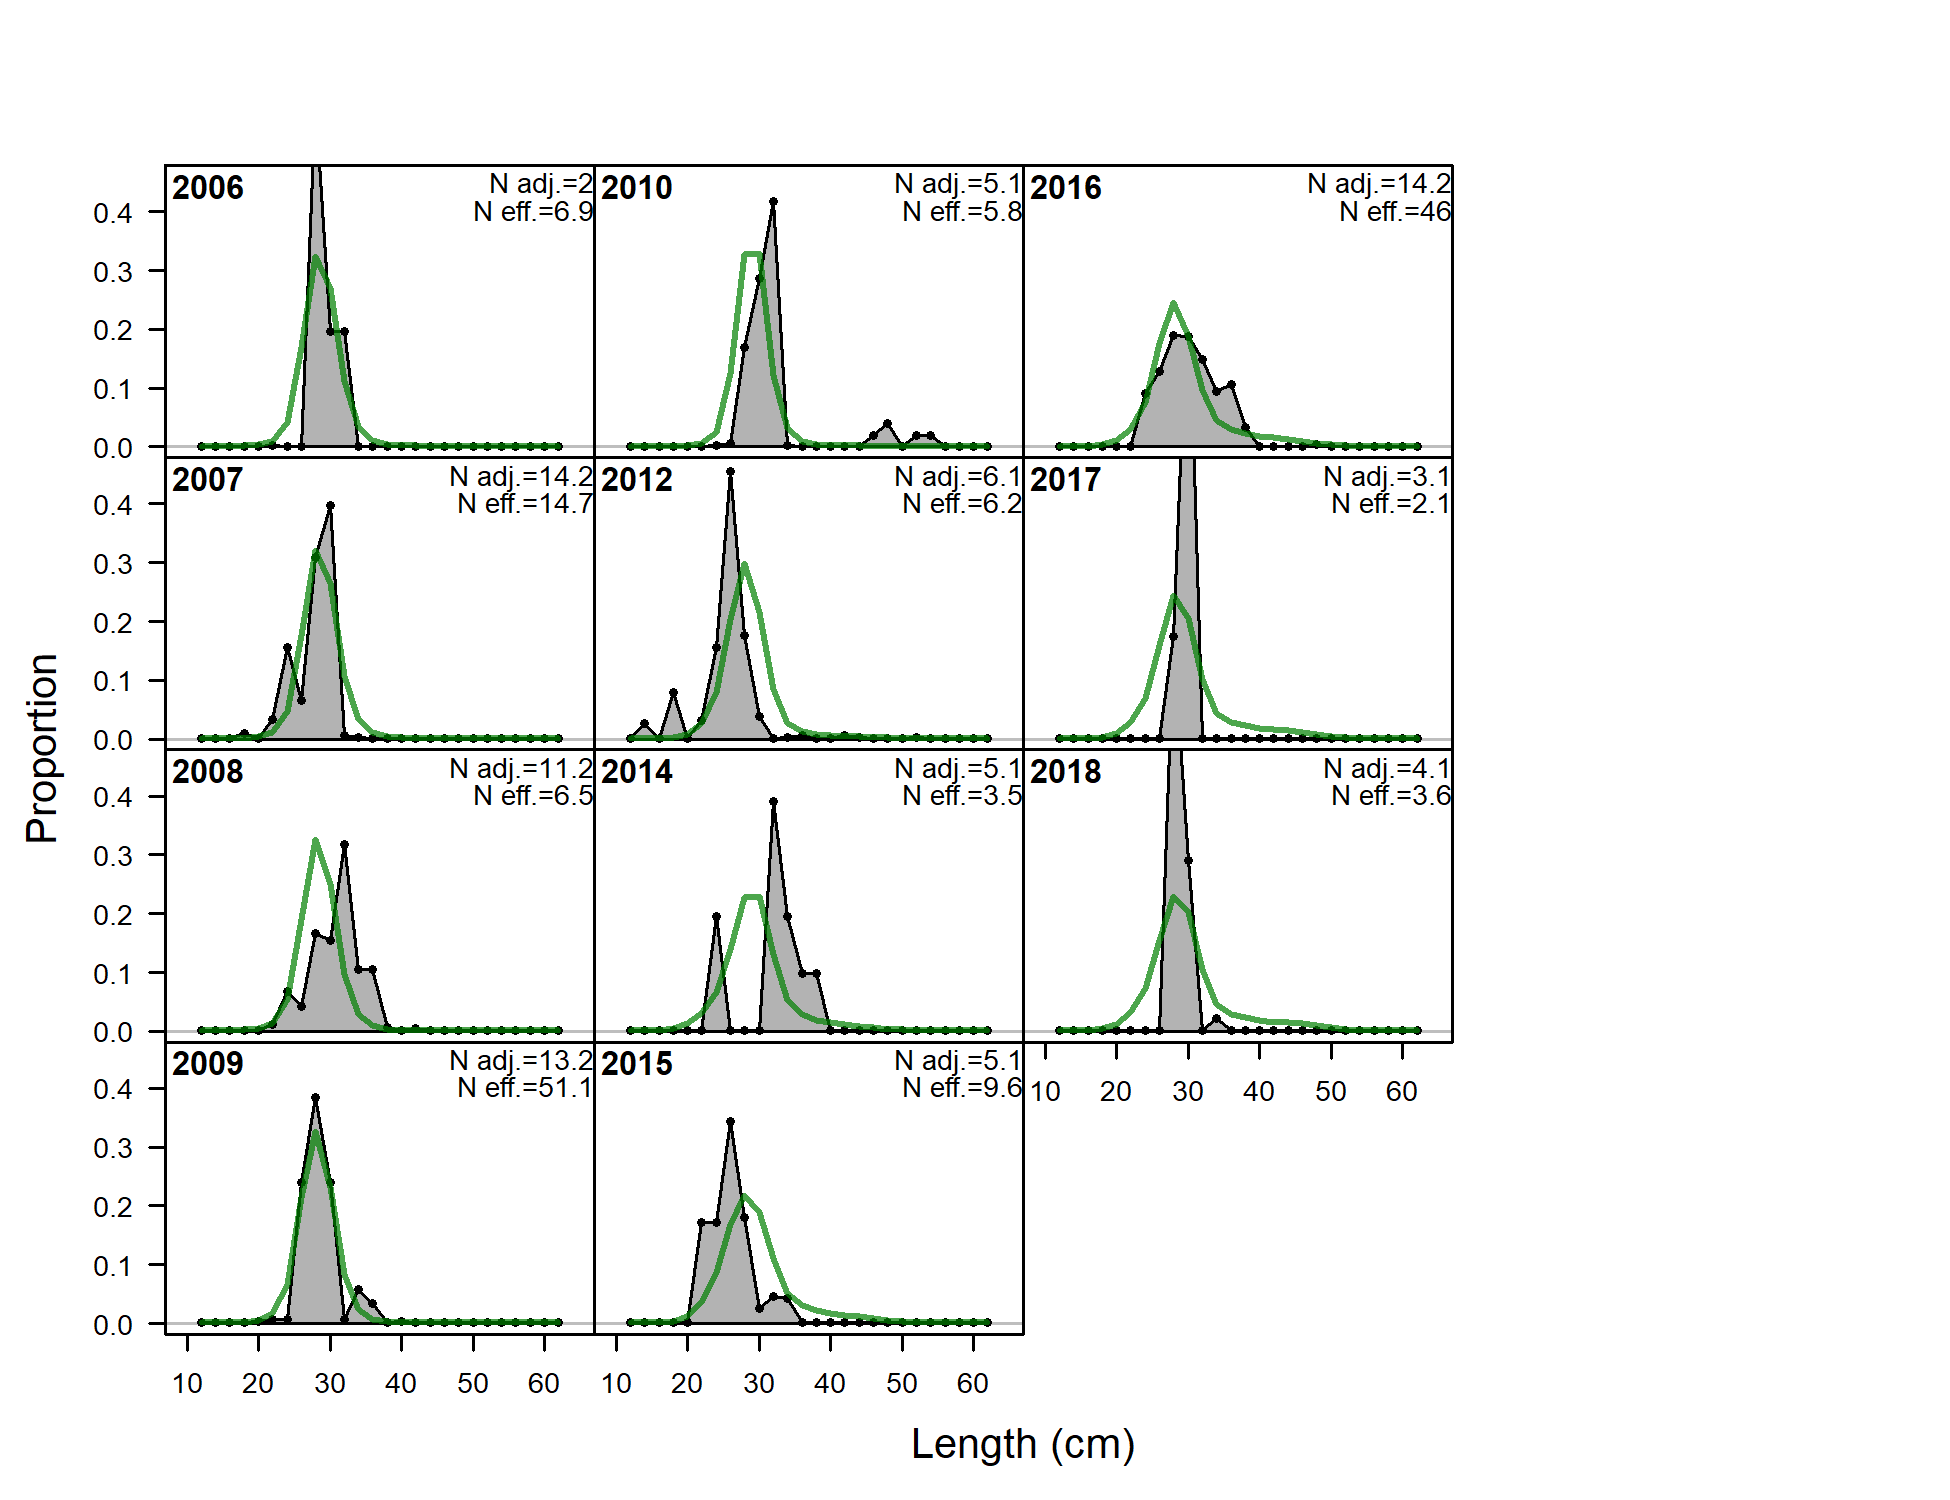 2006
N adj.=2
N eff.=6.9
2010
N adj.=5.1
N eff.=5.8
2016
N adj.=14.2
N eff.=46
0.4
0.3
0.2
0.1
0.0
2007
N adj.=14.2
N eff.=14.7
2012
N adj.=6.1
N eff.=6.2
2017
N adj.=3.1
N eff.=2.1
0.4
0.3
0.2
0.1
0.0
2008
N adj.=11.2
N eff.=6.5
2014
N adj.=5.1
N eff.=3.5
2018
N adj.=4.1
N eff.=3.6
0.4
0.3
0.2
0.1
0.0
2009
N adj.=13.2
N eff.=51.1
2015
N adj.=5.1
N eff.=9.6
10 20 30 40 50 60
0.4
0.3
0.2
0.1
0.0
10 20 30 40 50 60
10 20 30 40 50 60
Proportion
Length (cm)